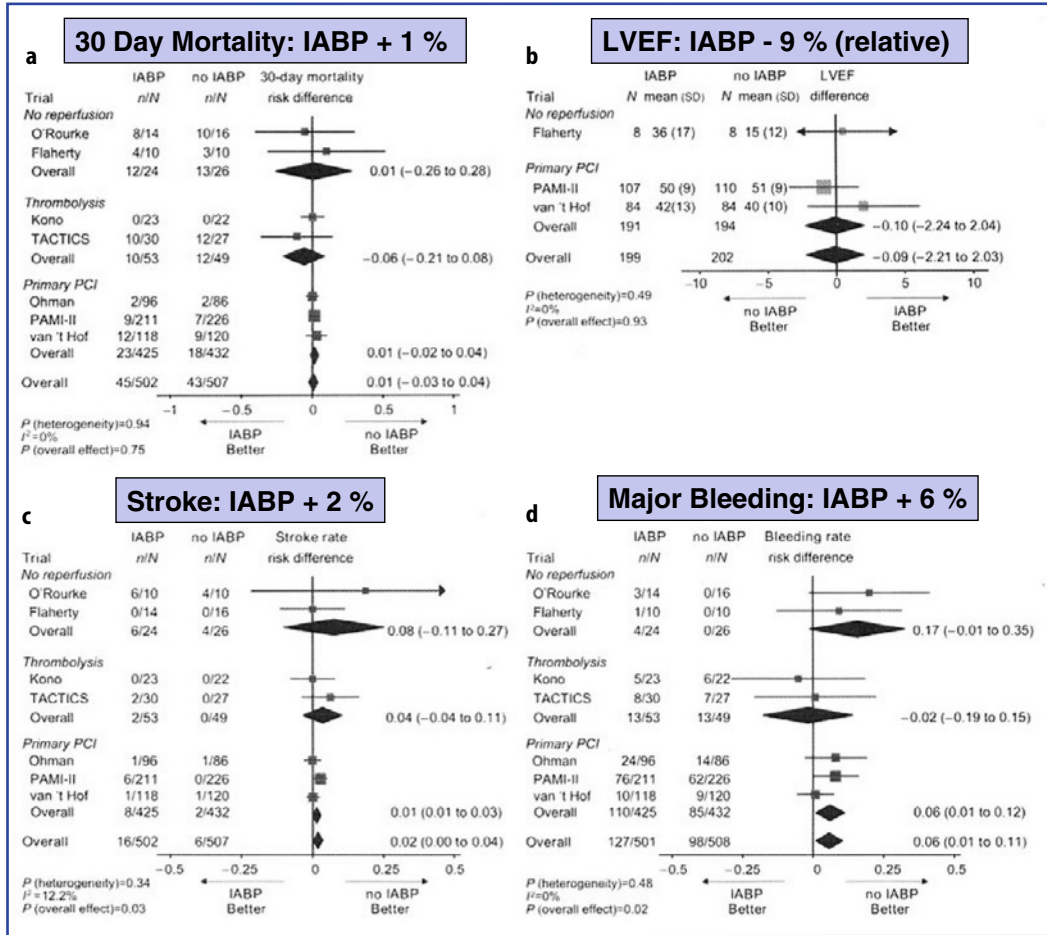 a
30 Day Mortality: IABP + 1 %
IABP no IABP 30-day mortality
Trial n/N n/N risk difference
No reperfusion
O'Rourke 8/14 10/16
Flaherty 4/10 3/10
Overall 12/24 13/26 0.01 (−0.26 to 0.28)
Thrombolysis
Kono 0/23 0/22
TACTICS 10/30 12/27
Overall 10/53 12/49 −0.06 (−0.21 to 0.08)
Primary PCI
Ohman 2/96 2/86
PAMI-II 9/211 7/226
van 't Hof 12/118 9/120
Overall 23/425 18/432 0.01 (−0.02 to 0.04)
Overall 45/502 43/507 0.01 (−0.03 to 0.04)
−1 −0.5 0 0.5 1
P (heterogeneity)=0.94
I²=0%
P (overall effect)=0.75
IABP
Better
no IABP
Better
b
LVEF: IABP - 9 % (relative)
IABP no IABP LVEF
Trial N mean (SD) N mean (SD) difference
No reperfusion
Flaherty 8 36 (17) 8 15 (12)
Primary PCI
PAMI-II 107 50 (9) 110 51 (9)
van 't Hof 84 42(13) 84 40 (10)
Overall 191 194 −0.10 (−2.24 to 2.04)
Overall 199 202 −0.09 (−2.21 to 2.03)
−10 −5 0 5 10
P (heterogeneity)=0.49
I²=0%
P (overall effect)=0.93
no IABP
Better
IABP
Better
c
Stroke: IABP + 2 %
IABP no IABP Stroke rate
Trial n/N n/N risk difference
No reperfusion
O'Rourke 6/10 4/10
Flaherty 0/14 0/16
Overall 6/24 4/26 0.08 (−0.11 to 0.27)
Thrombolysis
Kono 0/23 0/22
TACTICS 2/30 0/27
Overall 2/53 0/49 0.04 (−0.04 to 0.11)
Primary PCI
Ohman 1/96 1/86
PAMI-II 6/211 0/226
van 't Hof 1/118 1/120
Overall 8/425 2/432 0.01 (0.01 to 0.03)
Overall 16/502 6/507 0.02 (0.00 to 0.04)
−0.5 −0.25 0 0.25 0.5
P (heterogeneity)=0.34
I²=12.2%
P (overall effect)=0.03
IABP
Better
no IABP
Better
d
Major Bleeding: IABP + 6 %
IABP no IABP Bleeding rate
Trial n/N n/N risk difference
No reperfusion
O'Rourke 3/14 0/16
Flaherty 1/10 0/10
Overall 4/24 0/26 0.17 (−0.01 to 0.35)
Thrombolysis
Kono 5/23 6/22
TACTICS 8/30 7/27
Overall 13/53 13/49 −0.02 (−0.19 to 0.15)
Primary PCI
Ohman 24/96 14/86
PAMI-II 76/211 62/226
van 't Hof 10/118 9/120
Overall 110/425 85/432 0.06 (0.01 to 0.12)
Overall 127/501 98/508 0.06 (0.01 to 0.11)
−0.5 −0.25 0 0.25 0.5
P (heterogeneity)=0.48
I²=0%
P (overall effect)=0.02
IABP
Better
no IABP
Better